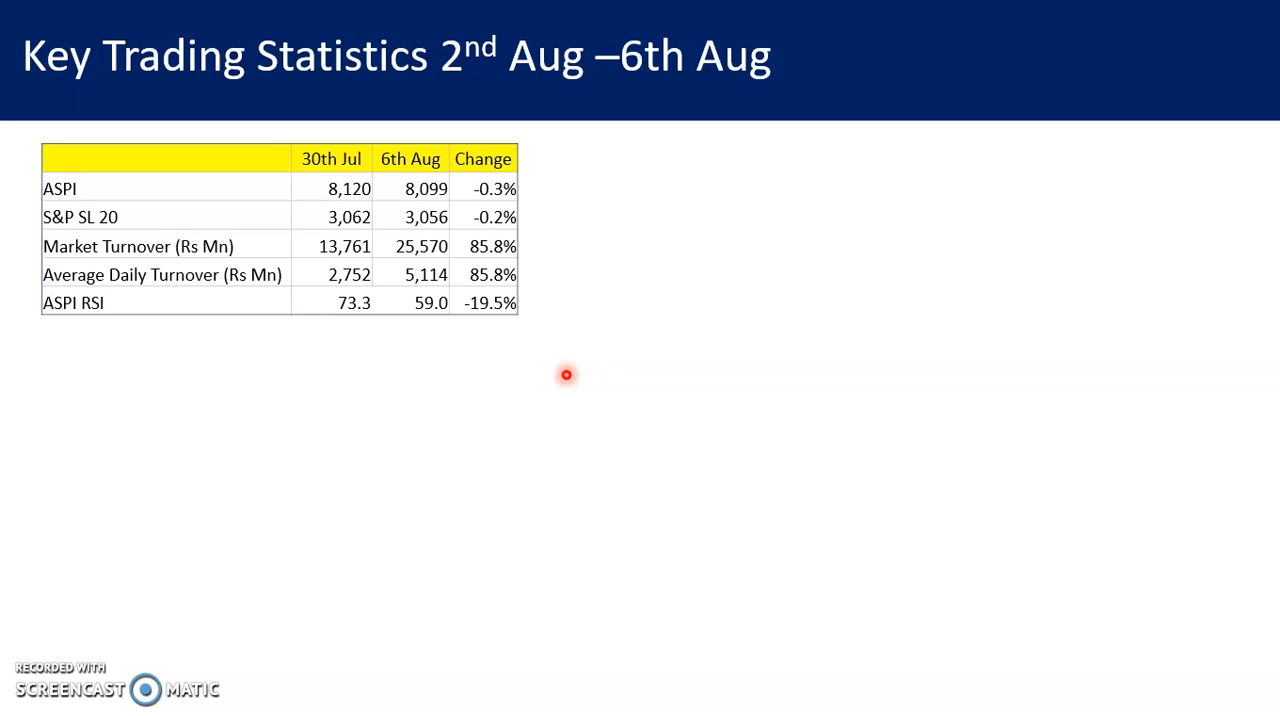 Key Trading Statistics 2nd Aug –6th Aug
30th Jul 6th Aug Change
ASPI 8,120 8,099 -0.3%
S&P SL 20 3,062 3,056 -0.2%
Market Turnover (Rs Mn) 13,761 25,570 85.8%
Average Daily Turnover (Rs Mn) 2,752 5,114 85.8%
ASPI RSI 73.3 59.0 -19.5%
RECORDED WITH
SCREENCAST MATIC